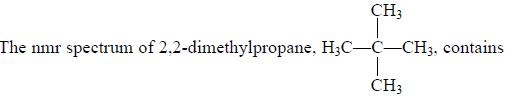 CH3
The nmr spectrum of 2,2-dimethylpropane, H3C—C—CH3, contains
CH3